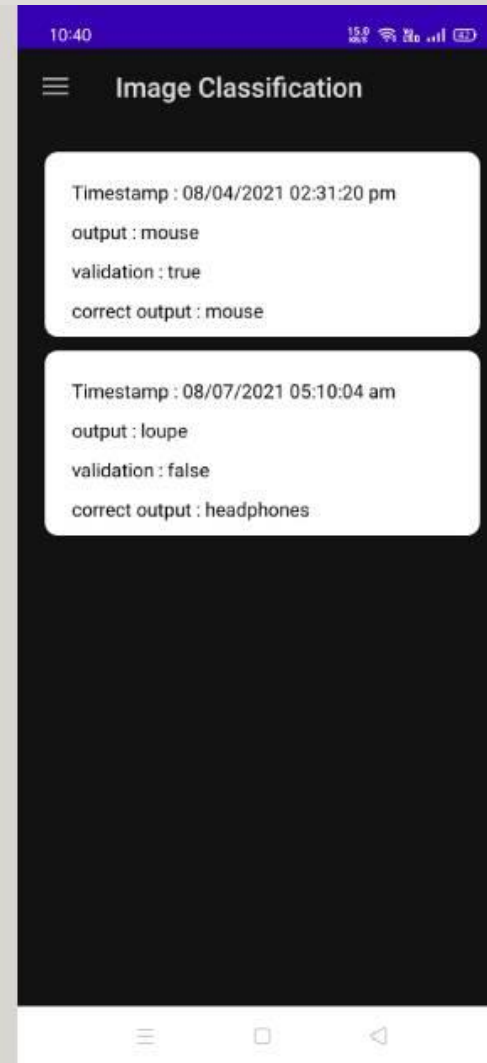 10:40
Image Classification
Timestamp : 08/04/2021 02:31:20 pm
output : mouse
validation : true
correct output : mouse
Timestamp : 08/07/2021 05:10:04 am
output : loupe
validation : false
correct output : headphones